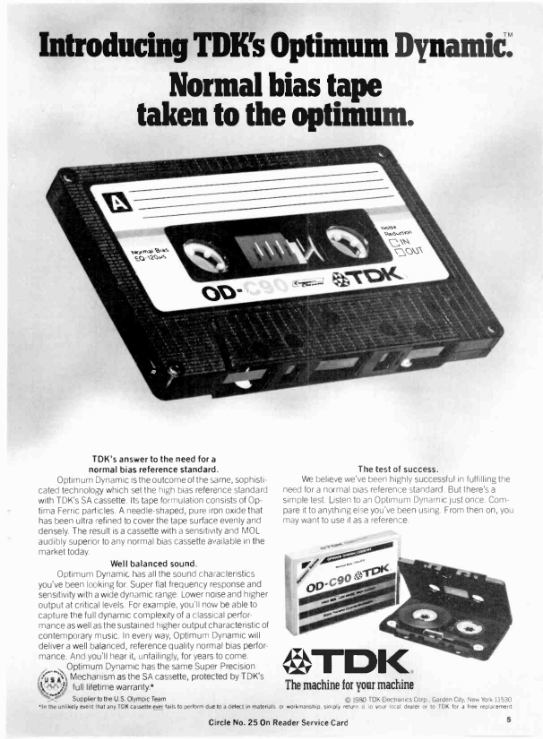 Introducing TDK's Optimum Dynamic.™
Normal bias tape
taken to the optimum.
A
Normal Bias
EQ-120µs
Noise
Reduction
IN
OUT
OD-C90
TDK
TDK's answer to the need for a
normal bias reference standard.
Optimum Dynamic is the outcome of the same, sophisti-
cated technology which set the high bias reference standard
with TDK's SA cassette. Its tape formulation consists of Op-
tima Ferric particles. A needle-shaped, pure iron oxide that
has been ultra refined to cover the tape surface evenly and
densely. The result is a cassette with a sensitivity and MOL
audibly superior to any normal bias cassette available in the
market today.
Well balanced sound.
Optimum Dynamic has all the sound characteristics
you've been looking for. Super flat frequency response and
sensitivity with a wide dynamic range. Lower noise and higher
output at critical levels. For example, you'll now be able to
capture the full dynamic complexity of a classical perfor-
mance as well as the sustained higher output characteristic of
contemporary music. In every way, Optimum Dynamic will
deliver a well balanced, reference quality normal bias perfor-
mance. And you'll hear it, unfailingly, for years to come.
Optimum Dynamic has the same Super Precision
Mechanism as the SA cassette, protected by TDK's
full lifetime warranty.*
USA
Supplier to the U.S. Olympic Team
The test of success.
We believe we've been highly successful in fulfilling the
need for a normal bias reference standard. But there's a
simple test. Listen to an Optimum Dynamic just once. Com-
pare it to anything else you've been using. From then on, you
may want to use it as a reference.
OD-C90 TDK
TDK
The machine for your machine
© 1980 TDK Electronics Corp., Garden City, New York 11530
*In the unlikely event that any TDK cassette ever fails to perform due to a defect in materials or workmanship, simply return it to your local dealer or to TDK for a free replacement.
Circle No. 25 On Reader Service Card
5